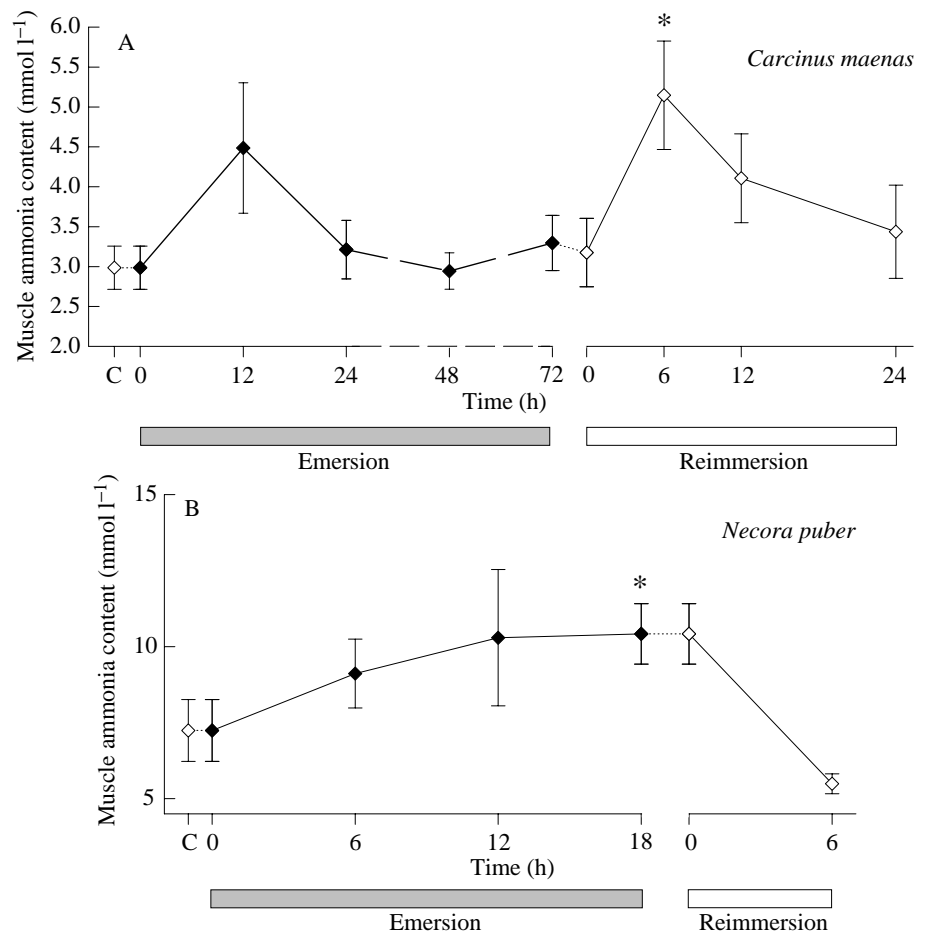 Muscle ammonia content (mmol l⁻¹)
6.0
5.5
5.0
4.5
4.0
3.5
3.0
2.5
2.0
A
*
Carcinus maenas
C 0 12 24 48 72 0 6 12 24
Time (h)
Emersion Reimmersion
Muscle ammonia content (mmol l⁻¹)
15
10
5
B
Necora puber
*
C 0 6 12 18 0 6
Time (h)
Emersion Reimmersion